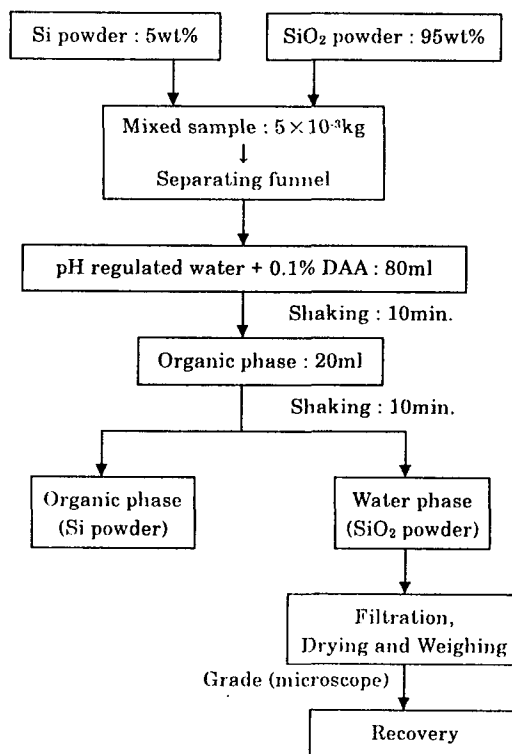 Si powder : 5wt%
SiO₂ powder : 95wt%
Mixed sample : 5×10⁻³kg
↓
Separating funnel
pH regulated water + 0.1% DAA : 80ml
Shaking : 10min.
Organic phase : 20ml
Shaking : 10min.
Organic phase
(Si powder)
Water phase
(SiO₂ powder)
Filtration,
Drying and Weighing
Grade (microscope)
Recovery